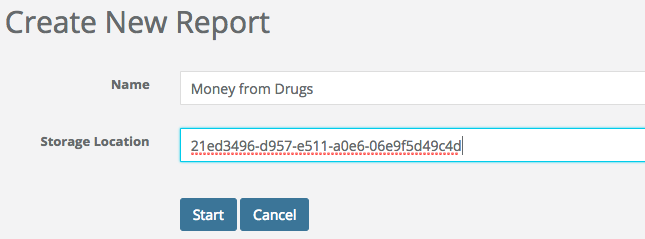 Create New Report
Name
Money from Drugs
Storage Location
21ed3496-d957-e511-a0e6-06e9f5d49c4d
Start
Cancel